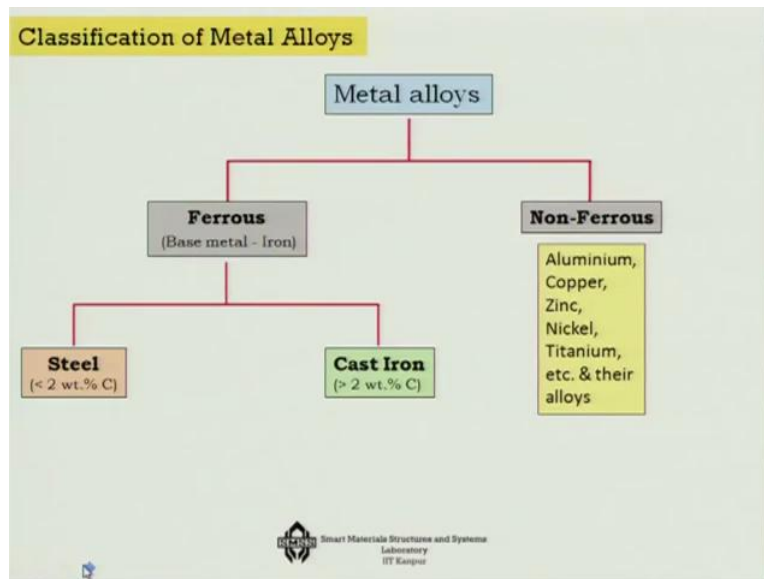 Classification of Metal Alloys
Metal alloys
Ferrous
(Base metal - Iron)
Non-Ferrous
Aluminium,
Copper,
Zinc,
Nickel,
Titanium,
etc. & their
alloys
Steel
(< 2 wt.% C)
Cast Iron
(> 2 wt.% C)
Smart Materials Structures and Systems
Laboratory
IIT Kanpur